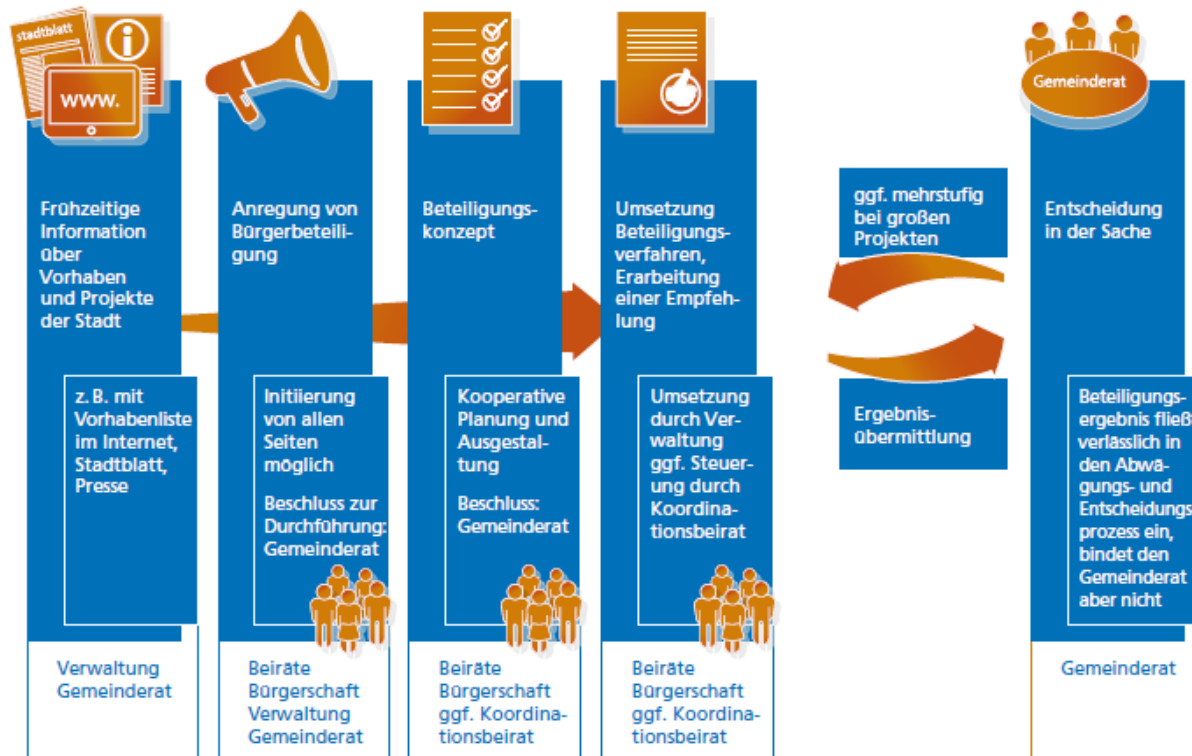 stadtblatt
www.
Gemeinderat
Frühzeitige
Information
über
Vorhaben
und Projekte
der Stadt
z. B. mit
Vorhabenliste
im Internet,
Stadtblatt,
Presse
Verwaltung
Gemeinderat
Anregung von
Bürgerbeteili-
gung
Initiierung
von allen
Seiten
möglich
Beschluss zur
Durchführung:
Gemeinderat
Beiräte
Bürgerschaft
Verwaltung
Gemeinderat
Beteiligungs-
konzept
Kooperative
Planung und
Ausgestal-
tung
Beschluss:
Gemeinderat
Beiräte
Bürgerschaft
ggf. Koordina-
tionsbeirat
Umsetzung
Beteiligungs-
verfahren,
Erarbeitung
einer Empfeh-
lung
Umsetzung
durch Ver-
waltung
ggf. Steuer-
ung durch
Koordina-
tionsbeirat
Beiräte
Bürgerschaft
ggf. Koordina-
tionsbeirat
ggf. mehrstufig
bei großen
Projekten
Ergebnis-
übermittlung
Entscheidung
in der Sache
Beteiligungs-
ergebnis fließ
verlässlich in
den Abwä-
gungs- und
Entscheidungs
prozess ein,
bindet den
Gemeinderat
aber nicht
Gemeinderat